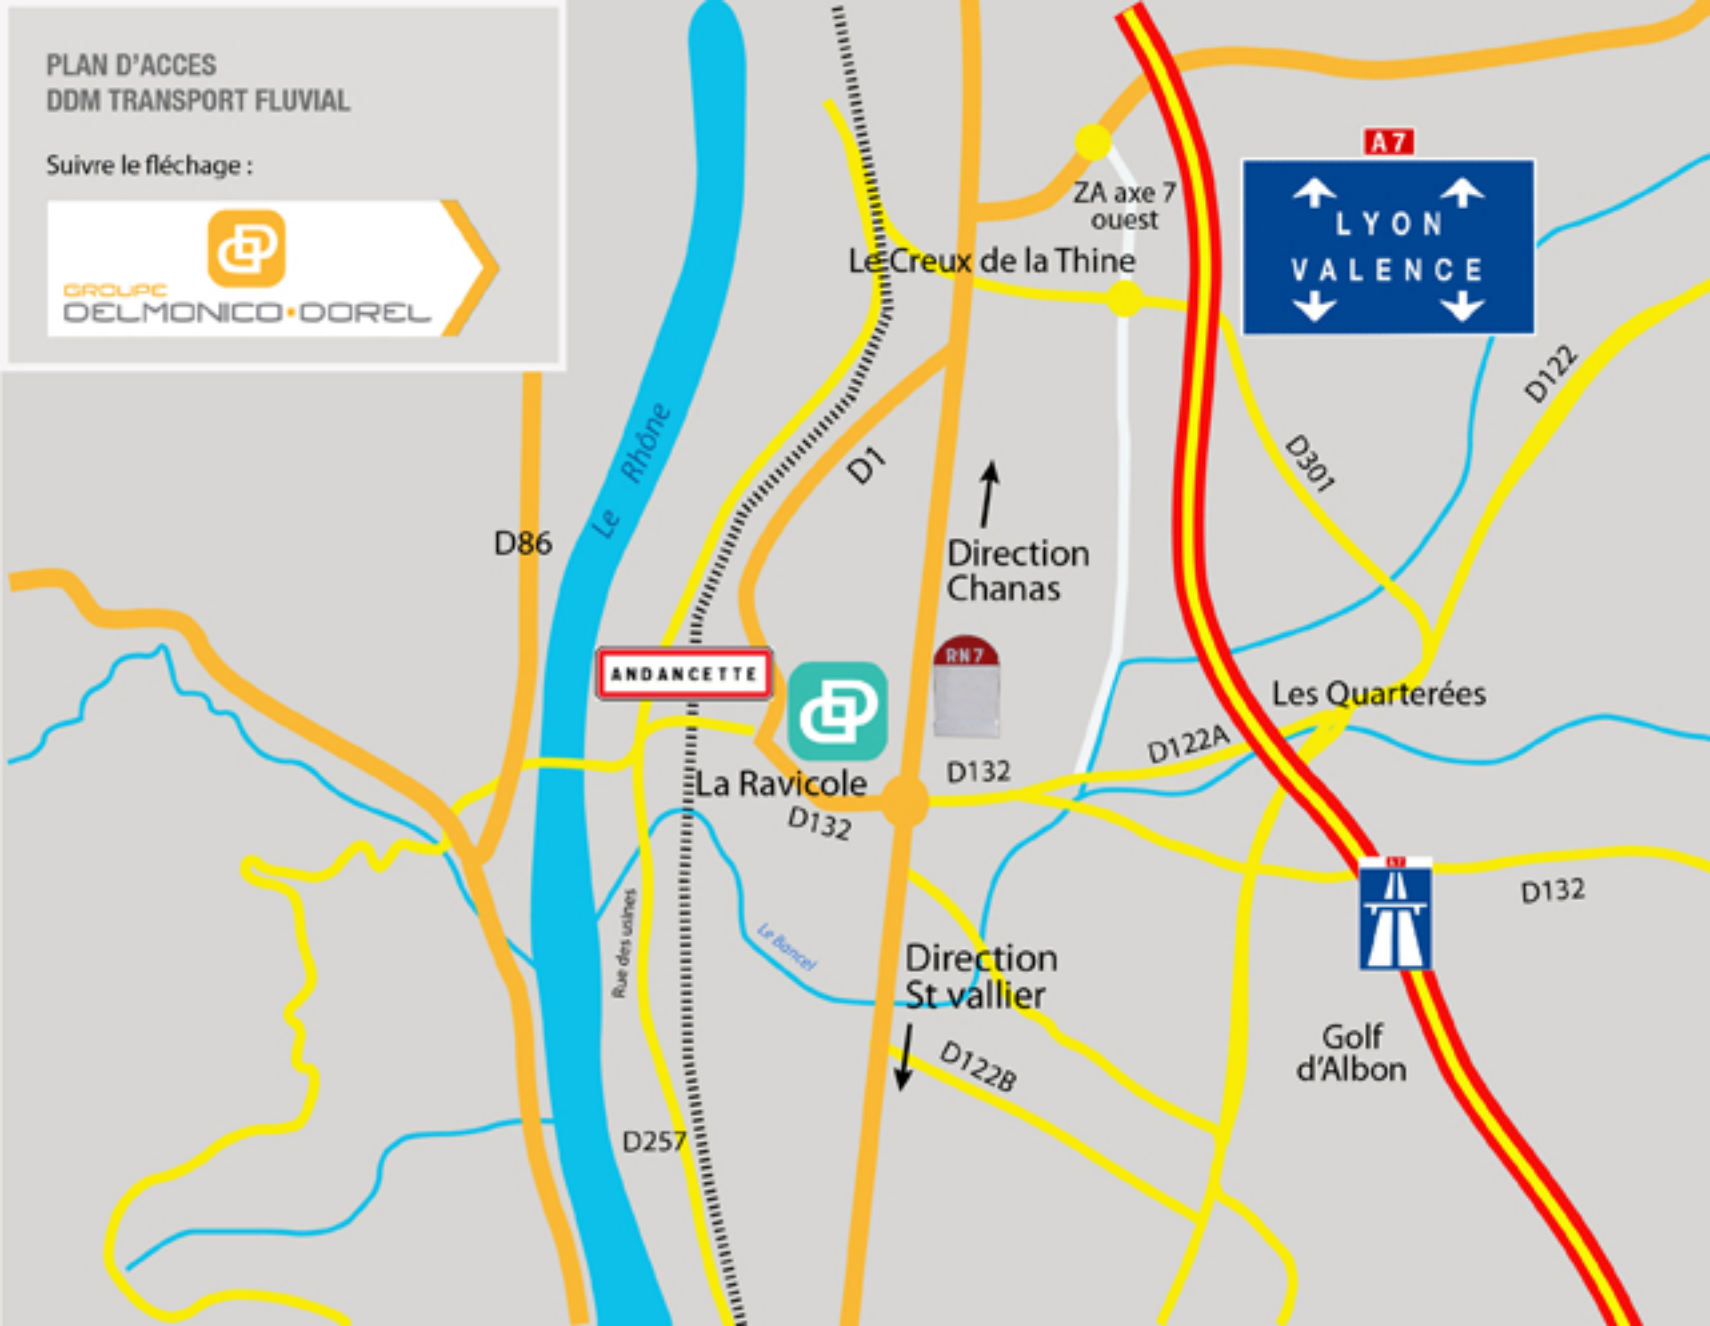 PLAN D'ACCES
DDM TRANSPORT FLUVIAL
Suivre le fléchage :
GROUPE
DELMONICO•DOREL
A7
LYON
VALENCE
ZA axe 7
ouest
Le Creux de la Thine
D122
D301
D1
Le Rhône
D86
Direction
Chanas
RN7
ANDANCETTE
Les Quarterées
D122A
D132
La Ravicole
D132
A7
D132
Rue des usines
Le Bancel
Direction
St vallier
Golf
d'Albon
D122B
D257